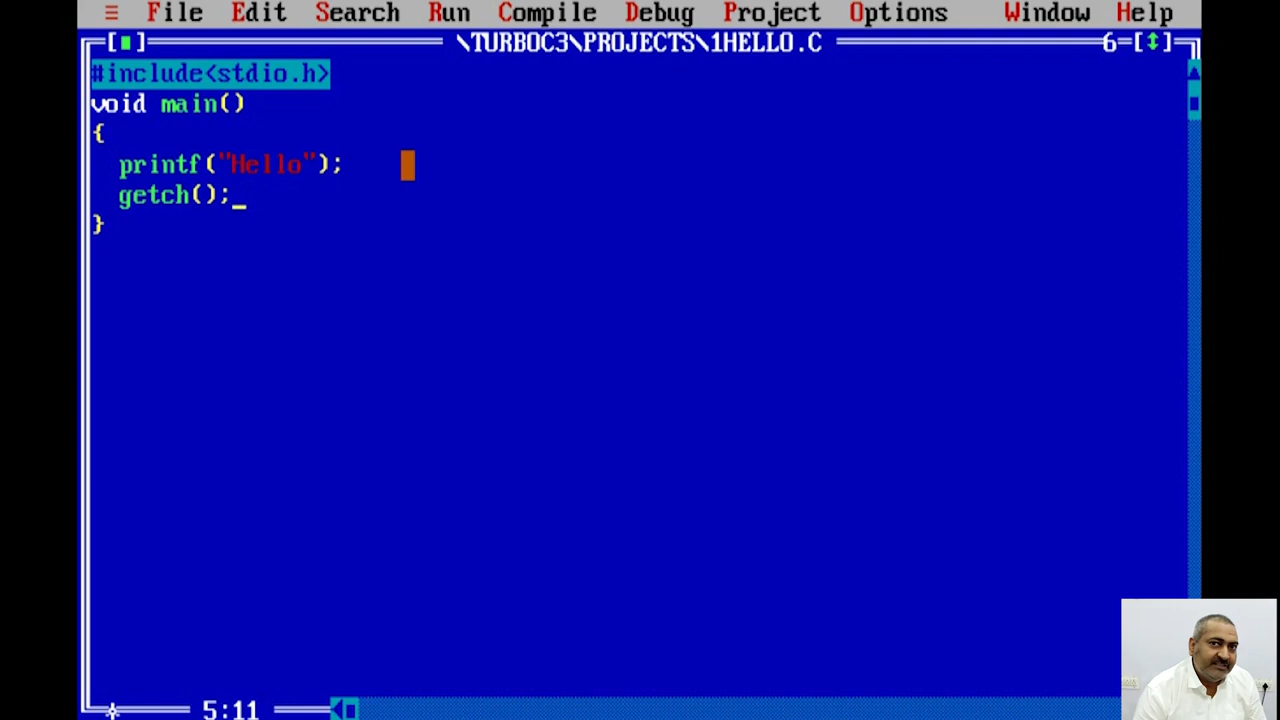 ≡ File Edit Search Run Compile Debug Project Options Window Help
[■] \TURBOC3\PROJECTS\1HELLO.C 6=[↕]
#include<stdio.h>
void main()
{
printf("Hello");
getch();_
}
5:11